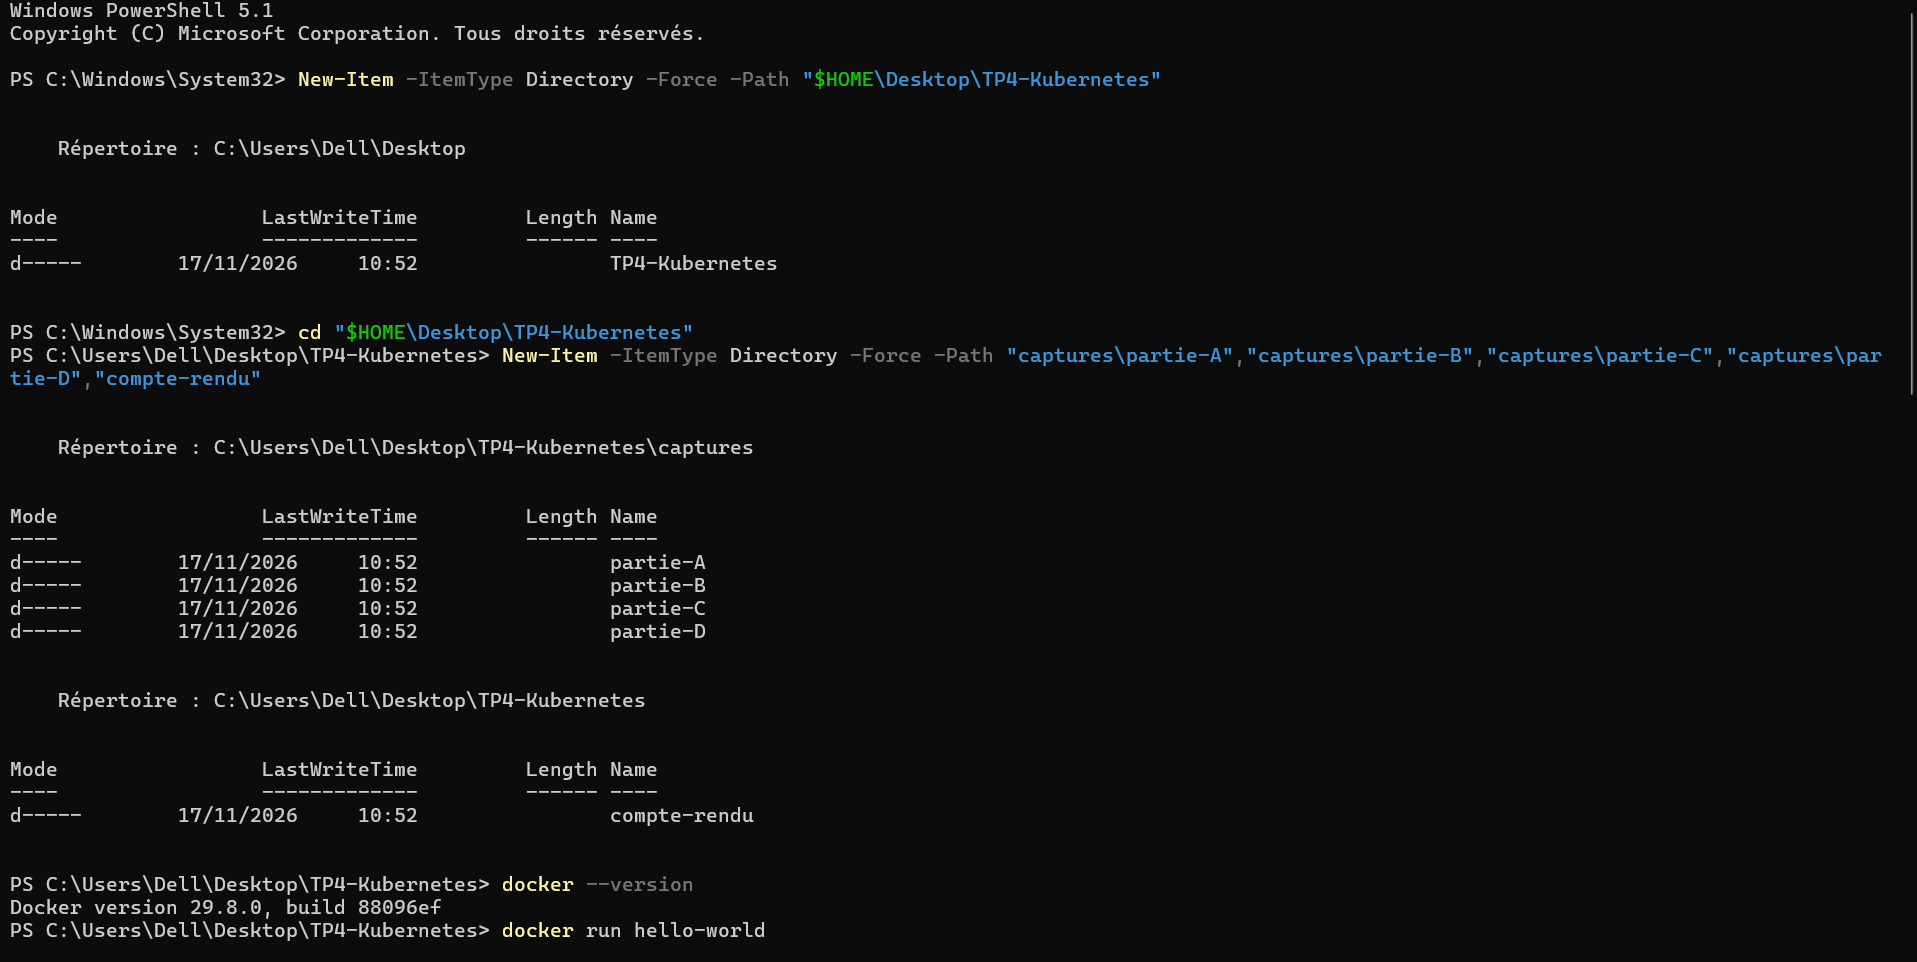 Windows PowerShell 5.1
Copyright (C) Microsoft Corporation. Tous droits réservés.
PS C:\Windows\System32> New-Item -ItemType Directory -Force -Path "$HOME\Desktop\TP4-Kubernetes"
Répertoire : C:\Users\Dell\Desktop
Mode                 LastWriteTime         Length Name
----                 -------------         ------ ----
d-----        17/11/2026     10:52                TP4-Kubernetes
PS C:\Windows\System32> cd "$HOME\Desktop\TP4-Kubernetes"
PS C:\Users\Dell\Desktop\TP4-Kubernetes> New-Item -ItemType Directory -Force -Path "captures\partie-A","captures\partie-B","captures\partie-C","captures\par
tie-D","compte-rendu"
Répertoire : C:\Users\Dell\Desktop\TP4-Kubernetes\captures
Mode                 LastWriteTime         Length Name
----                 -------------         ------ ----
d-----        17/11/2026     10:52                partie-A
d-----        17/11/2026     10:52                partie-B
d-----        17/11/2026     10:52                partie-C
d-----        17/11/2026     10:52                partie-D
Répertoire : C:\Users\Dell\Desktop\TP4-Kubernetes
Mode                 LastWriteTime         Length Name
----                 -------------         ------ ----
d-----        17/11/2026     10:52                compte-rendu
PS C:\Users\Dell\Desktop\TP4-Kubernetes> docker --version
Docker version 29.8.0, build 88096ef
PS C:\Users\Dell\Desktop\TP4-Kubernetes> docker run hello-world